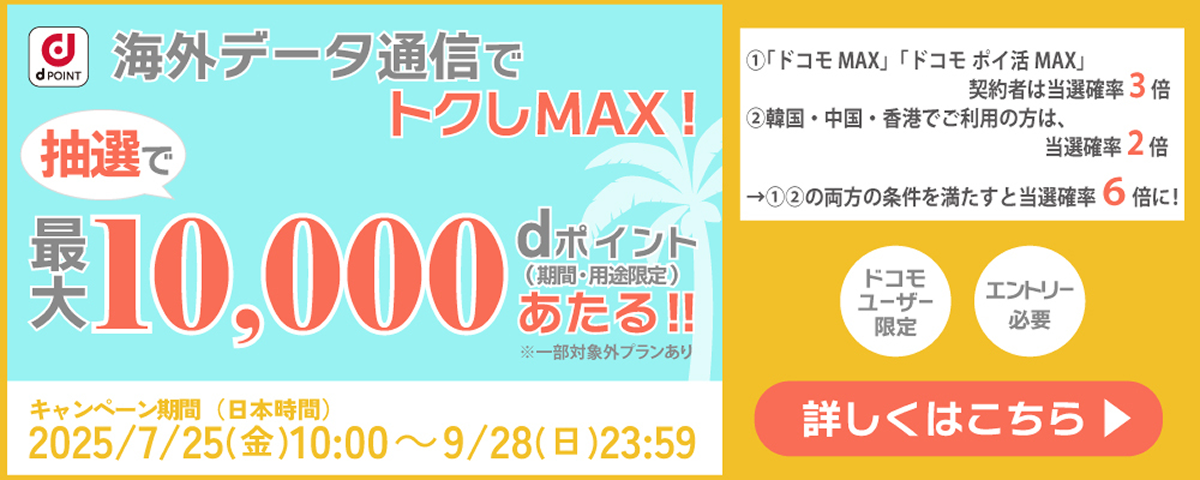 d POINT
海外データ通信で
トクしMAX！
抽選で
最大10,000dポイント
(期間・用途限定)
あたる!!
※一部対象外プランあり
キャンペーン期間（日本時間）
2025/7/25(金)10:00～9/28(日)23:59
①「ドコモ MAX」「ドコモ ポイ活 MAX」
契約者は当選確率 3 倍
②韓国・中国・香港でご利用の方は、
当選確率 2 倍
→①②の両方の条件を満たすと当選確率 6 倍に!
ドコモ
ユーザー
限定
エントリー
必要
詳しくはこちら ▶